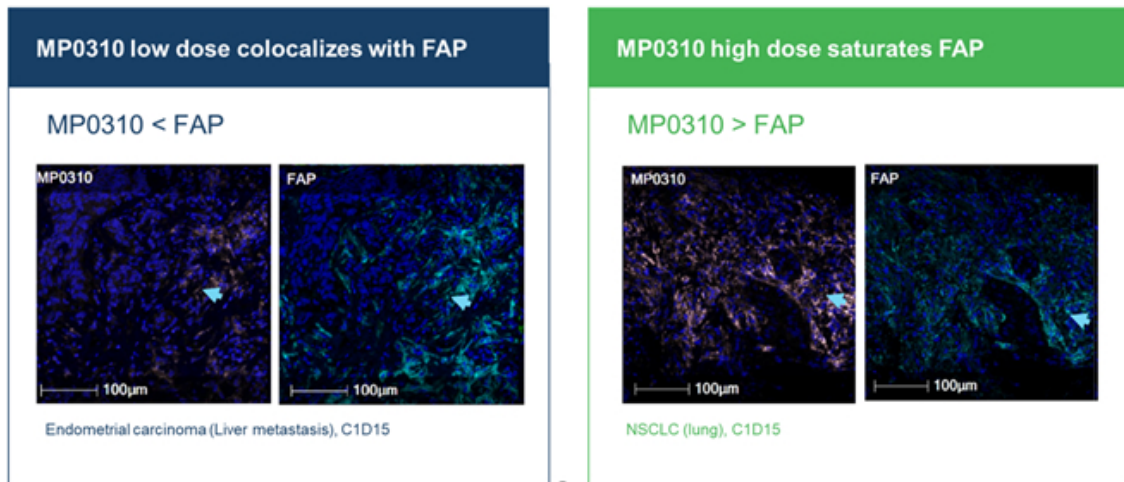 MP0310 low dose colocalizes with FAP
MP0310 < FAP
MP0310
FAP
100μm
100μm
Endometrial carcinoma (Liver metastasis), C1D15
MP0310 high dose saturates FAP
MP0310 > FAP
MP0310
FAP
100μm
100μm
NSCLC (lung), C1D15